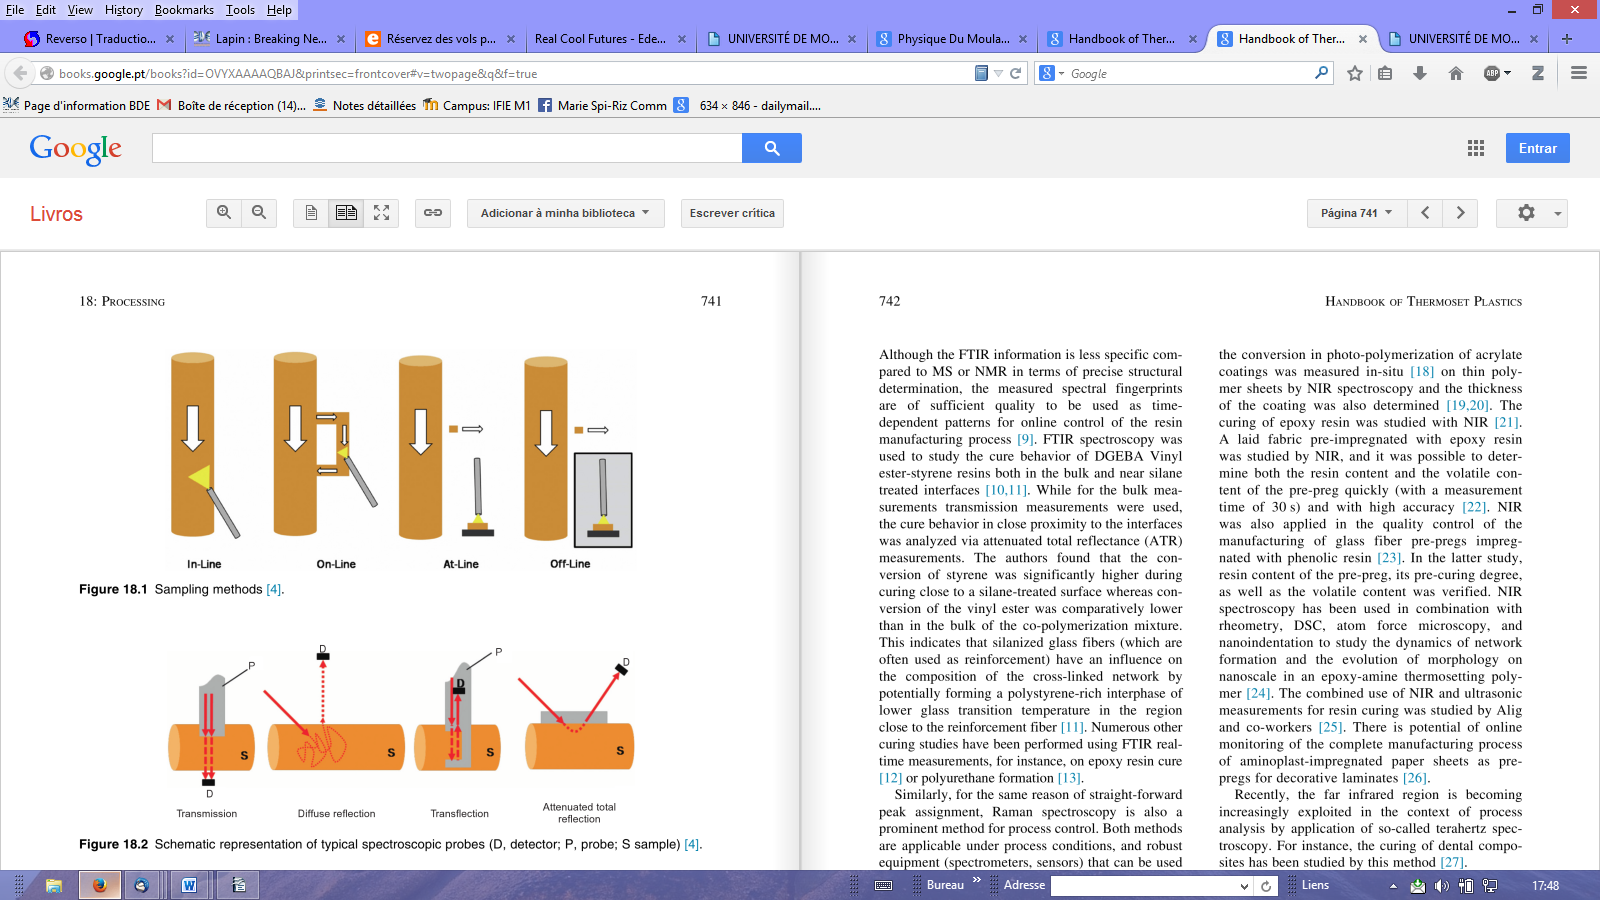 File Edit View History Bookmarks Tools Help
Reverso | Traductio...
Lapin : Breaking Ne...
Réservez des vols p...
Real Cool Futures - Ede...
UNIVERSITÉ DE MO...
Physique Du Moula...
Handbook of Ther...
Handbook of Ther...
UNIVERSITÉ DE MO...
books.google.pt/books?id=OVYXAAAAQBAJ&printsec=frontcover#v=twopage&q&f=true
Google
ABP
Page d'information BDE
Boîte de réception (14)...
Notes détaillées
Campus: IFIE M1
Marie Spi-Riz Comm
634 × 846 - dailymail....
Google
Entrar
Livros
Adicionar à minha biblioteca
Escrever crítica
Página 741
18: PROCESSING 741
In-Line On-Line At-Line Off-Line
Figure 18.1 Sampling methods [4].
D P P D
D
S S S S
D
Transmission Diffuse reflection Transflection Attenuated total
reflection
Figure 18.2 Schematic representation of typical spectroscopic probes (D, detector; P, probe; S sample) [4].
742 HANDBOOK OF THERMOSET PLASTICS
Although the FTIR information is less specific com-
pared to MS or NMR in terms of precise structural
determination, the measured spectral fingerprints
are of sufficient quality to be used as time-
dependent patterns for online control of the resin
manufacturing process [9]. FTIR spectroscopy was
used to study the cure behavior of DGEBA Vinyl
ester-styrene resins both in the bulk and near silane
treated interfaces [10,11]. While for the bulk mea-
surements transmission measurements were used,
the cure behavior in close proximity to the interfaces
was analyzed via attenuated total reflectance (ATR)
measurements. The authors found that the con-
version of styrene was significantly higher during
curing close to a silane-treated surface whereas con-
version of the vinyl ester was comparatively lower
than in the bulk of the co-polymerization mixture.
This indicates that silanized glass fibers (which are
often used as reinforcement) have an influence on
the composition of the cross-linked network by
potentially forming a polystyrene-rich interphase of
lower glass transition temperature in the region
close to the reinforcement fiber [11]. Numerous other
curing studies have been performed using FTIR real-
time measurements, for instance, on epoxy resin cure
[12] or polyurethane formation [13].
Similarly, for the same reason of straight-forward
peak assignment, Raman spectroscopy is also a
prominent method for process control. Both methods
are applicable under process conditions, and robust
equipment (spectrometers, sensors) that can be used
the conversion in photo-polymerization of acrylate
coatings was measured in-situ [18] on thin poly-
mer sheets by NIR spectroscopy and the thickness
of the coating was also determined [19,20]. The
curing of epoxy resin was studied with NIR [21].
A laid fabric pre-impregnated with epoxy resin
was studied by NIR, and it was possible to deter-
mine both the resin content and the volatile con-
tent of the pre-preg quickly (with a measurement
time of 30 s) and with high accuracy [22]. NIR
was also applied in the quality control of the
manufacturing of glass fiber pre-pregs impreg-
nated with phenolic resin [23]. In the latter study,
resin content of the pre-preg, its pre-curing degree,
as well as the volatile content was verified. NIR
spectroscopy has been used in combination with
rheometry, DSC, atom force microscopy, and
nanoindentation to study the dynamics of network
formation and the evolution of morphology on
nanoscale in an epoxy-amine thermosetting poly-
mer [24]. The combined use of NIR and ultrasonic
measurements for resin curing was studied by Alig
and co-workers [25]. There is potential of online
monitoring of the complete manufacturing process
of aminoplast-impregnated paper sheets as pre-
pregs for decorative laminates [26].
Recently, the far infrared region is becoming
increasingly exploited in the context of process
analysis by application of so-called terahertz spec-
troscopy. For instance, the curing of dental compo-
sites has been studied by this method [27].
Bureau
Adresse
Liens
17:48